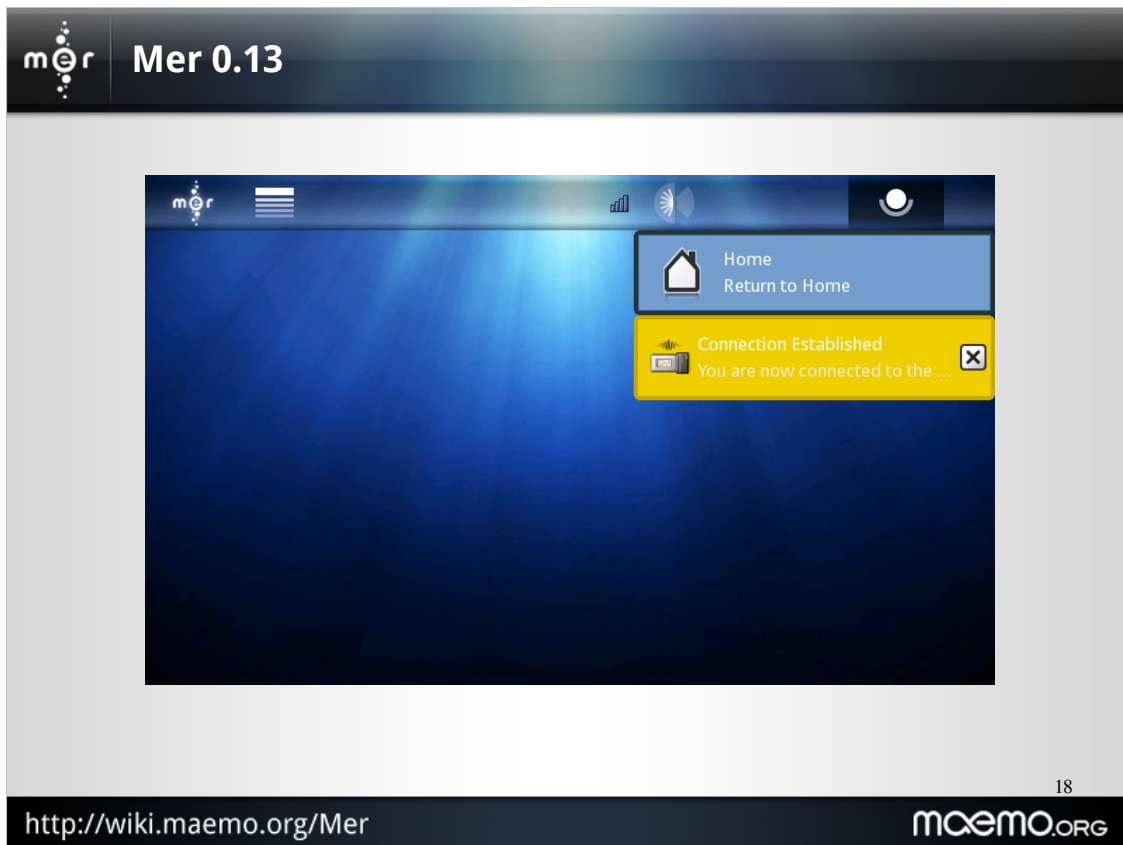 mer
Mer 0.13
mer
Home
Return to Home
Connection Established
You are now connected to the ...
18
http://wiki.maemo.org/Mer
maemo.org